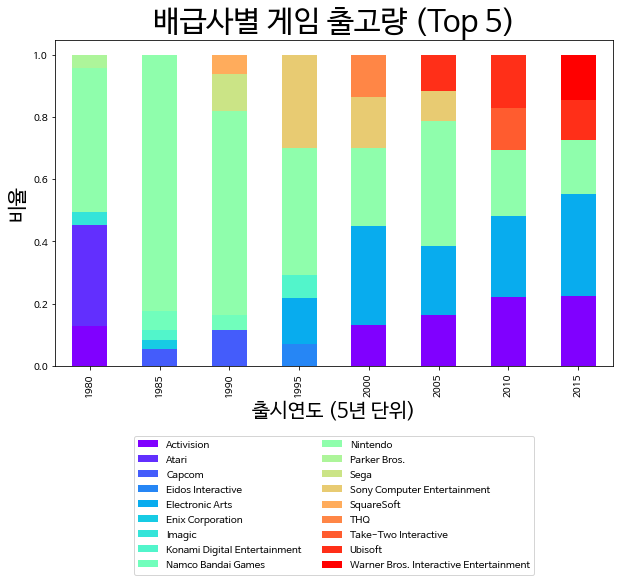 배급사별 게임 출고량 (Top 5)
1.0
0.8
0.6
0.4
0.2
0.0
비율
1980
1985
1990
1995
2000
2005
2010
2015
출시연도 (5년 단위)
Activision
Atari
Capcom
Eidos Interactive
Electronic Arts
Enix Corporation
Imagic
Konami Digital Entertainment
Namco Bandai Games
Nintendo
Parker Bros.
Sega
Sony Computer Entertainment
SquareSoft
THQ
Take-Two Interactive
Ubisoft
Warner Bros. Interactive Entertainment